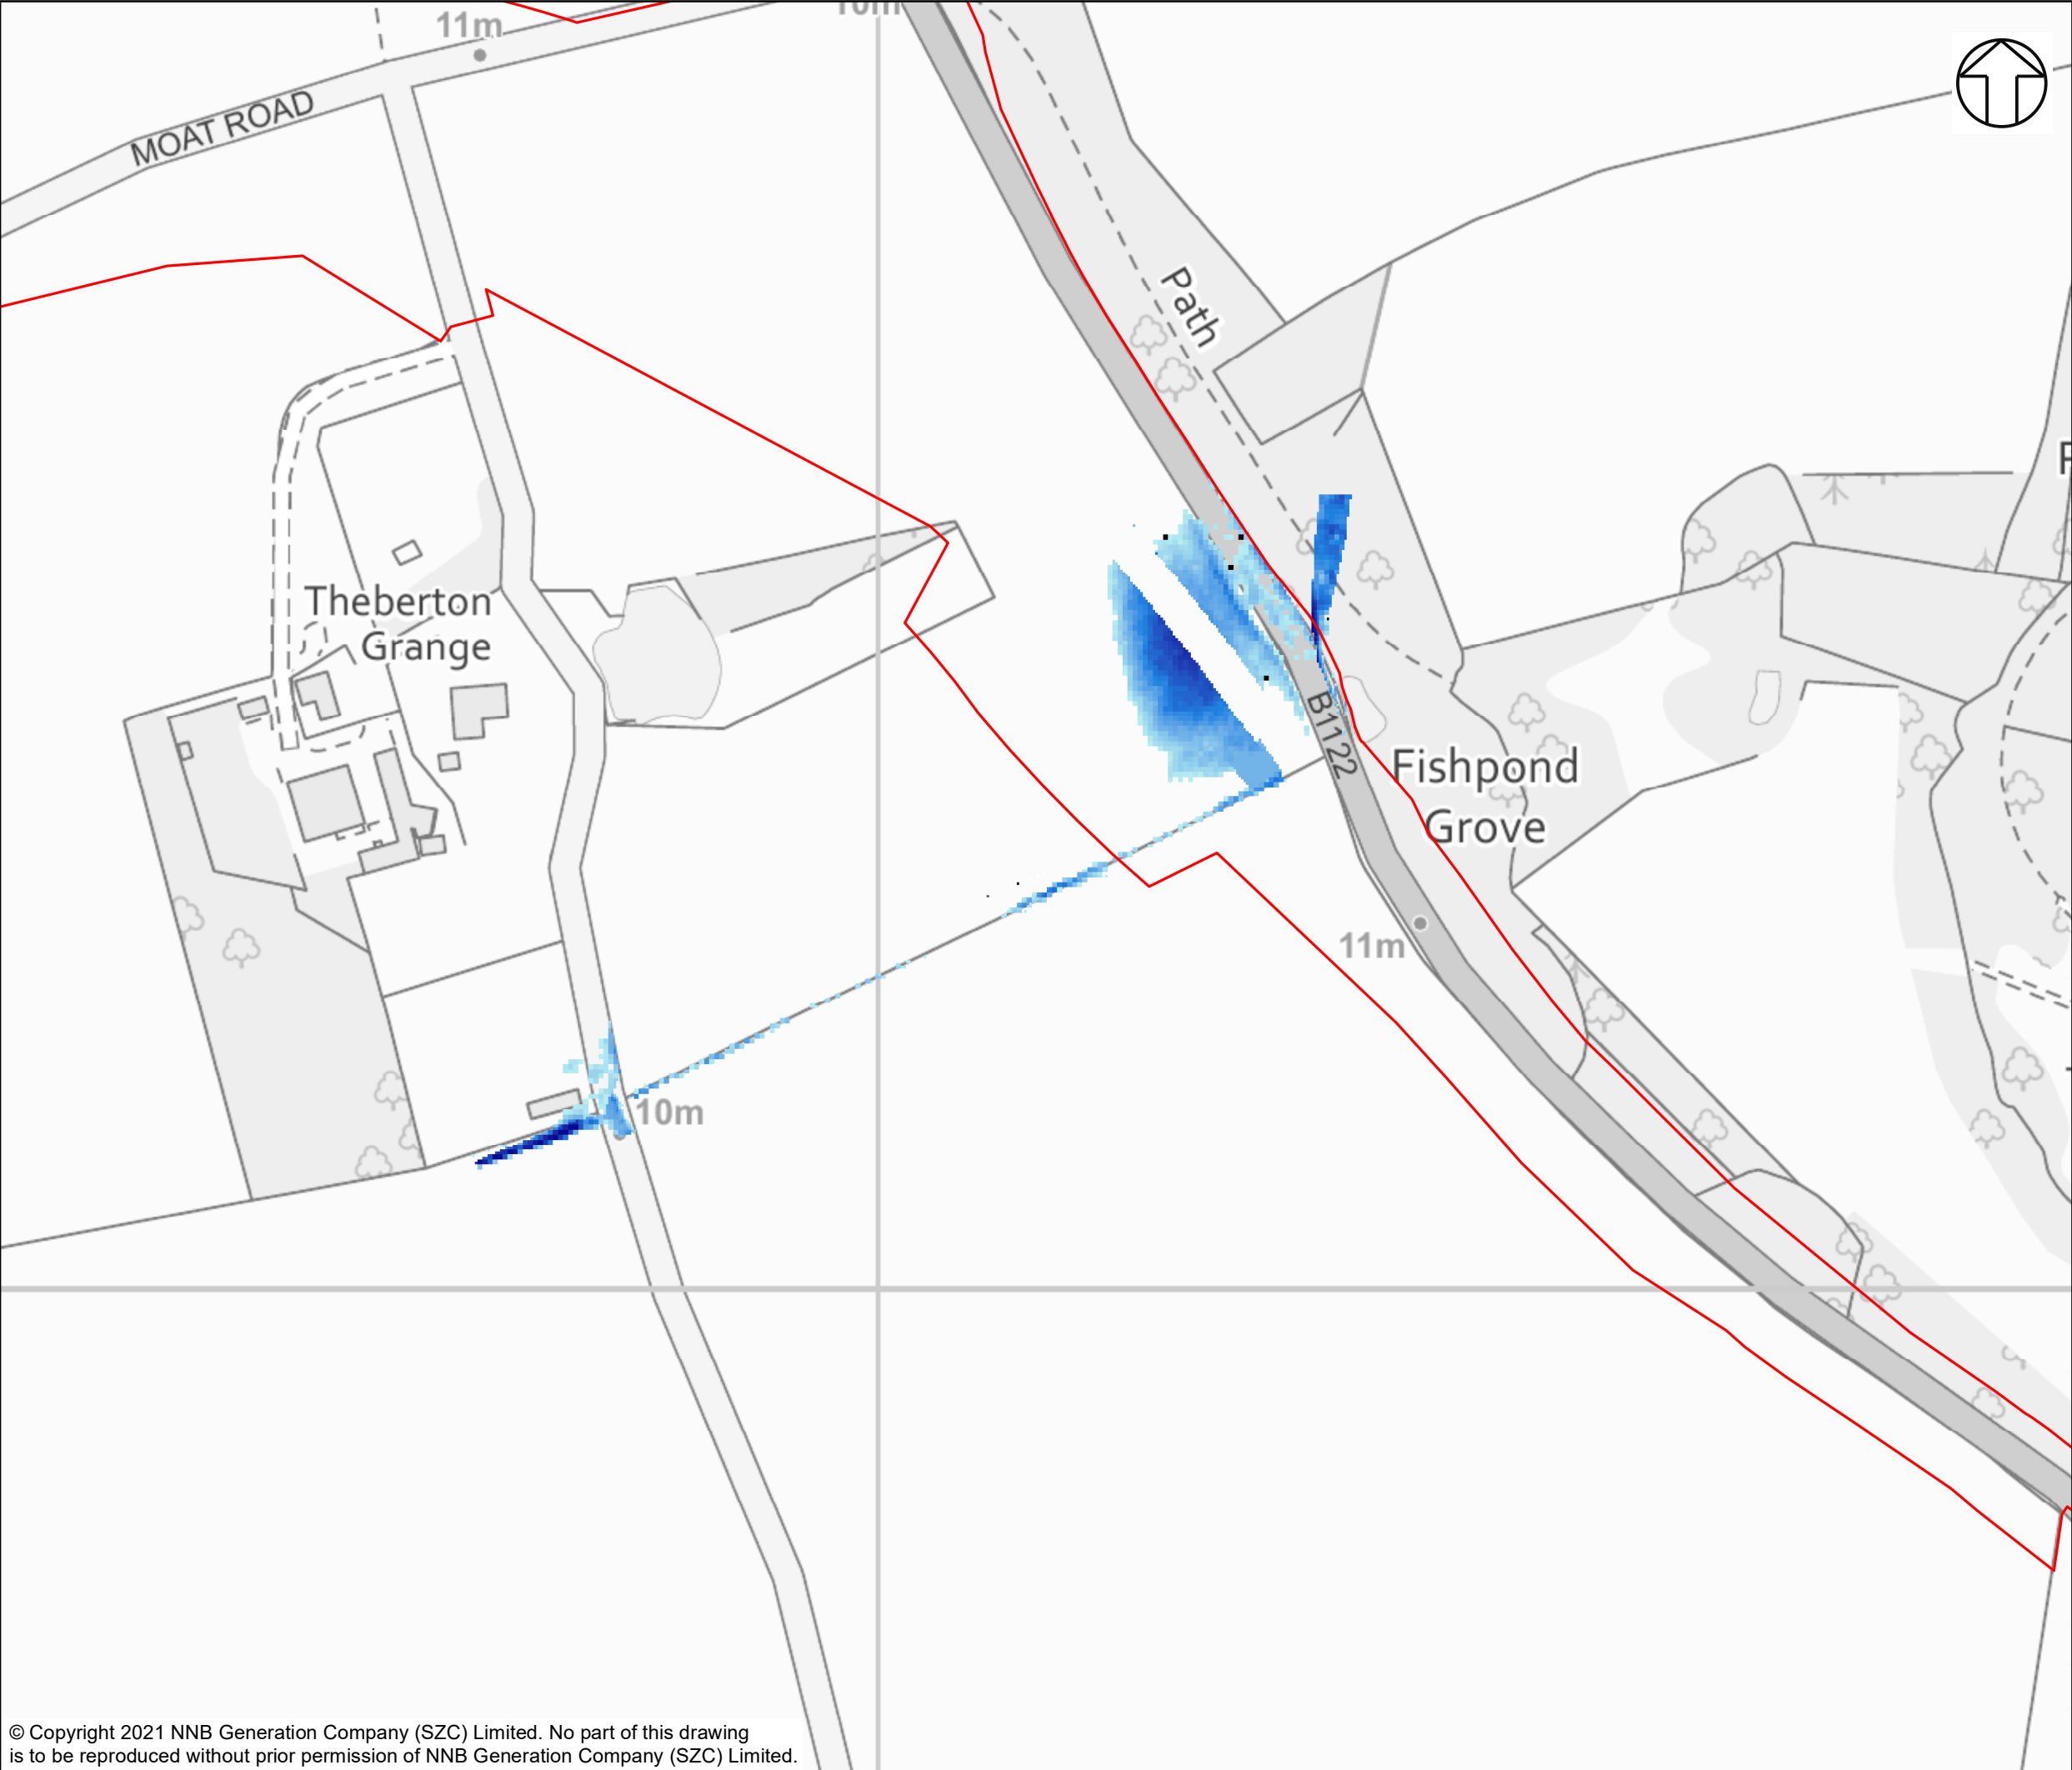 11m
10m
MOAT ROAD
Path
Theberton
Grange
B1122
Fishpond
Grove
11m
10m
© Copyright 2021 NNB Generation Company (SZC) Limited. No part of this drawing
is to be reproduced without prior permission of NNB Generation Company (SZC) Limited.